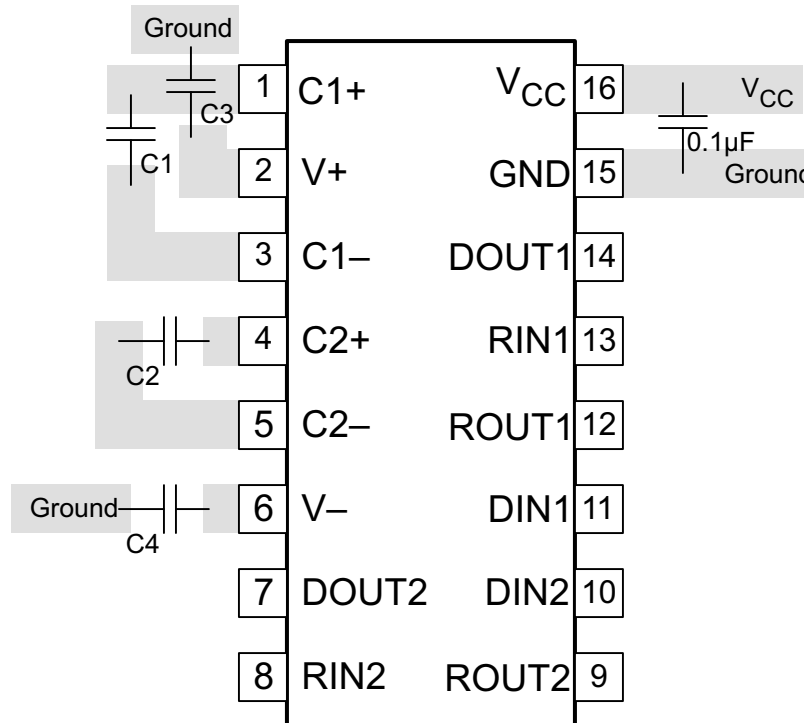 Ground
1 C1+ VCC 16 VCC
C3
C1 0.1µF
2 V+ GND 15 Ground
3 C1– DOUT1 14
4 C2+ RIN1 13
C2
5 C2– ROUT1 12
Ground 6 V– DIN1 11
C4
7 DOUT2 DIN2 10
8 RIN2 ROUT2 9